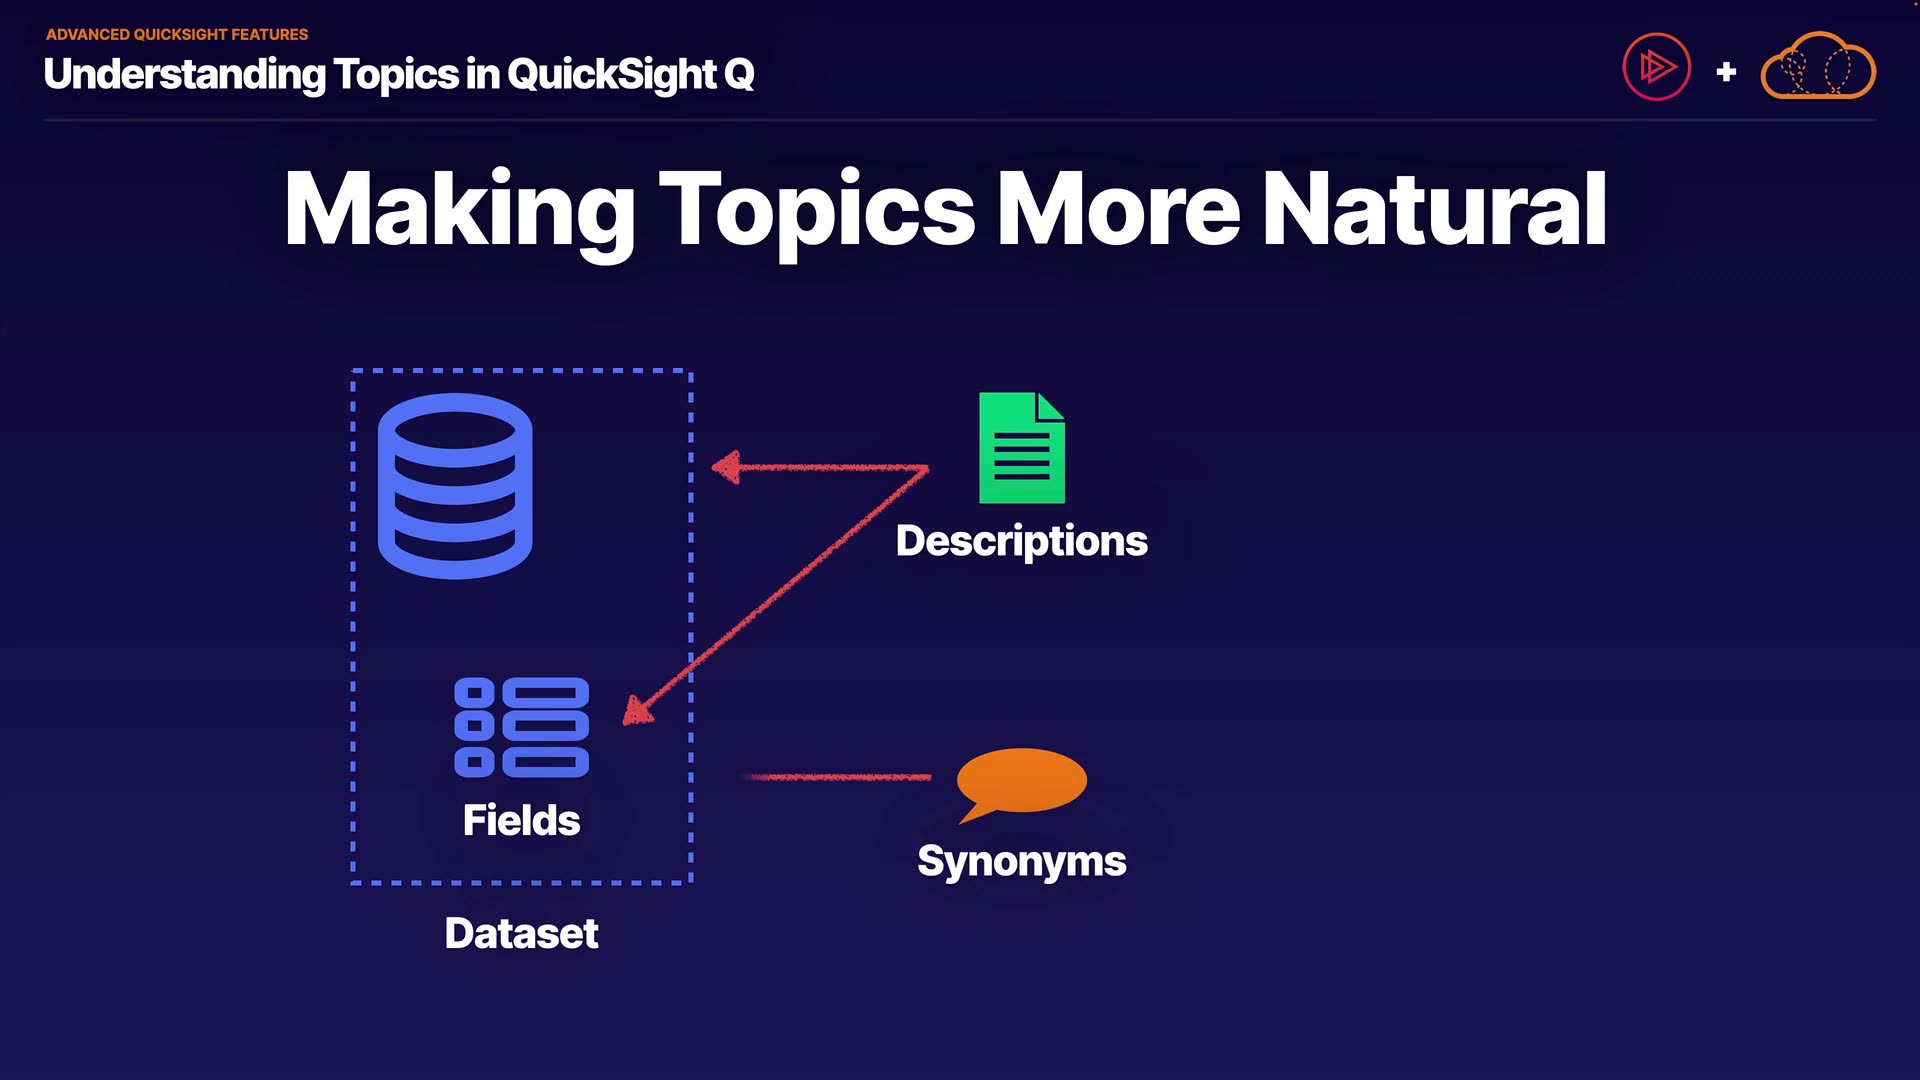 ADVANCED QUICKSIGHT FEATURES
Understanding Topics in QuickSight Q
+
Making Topics More Natural
Descriptions
Fields
Synonyms
Dataset